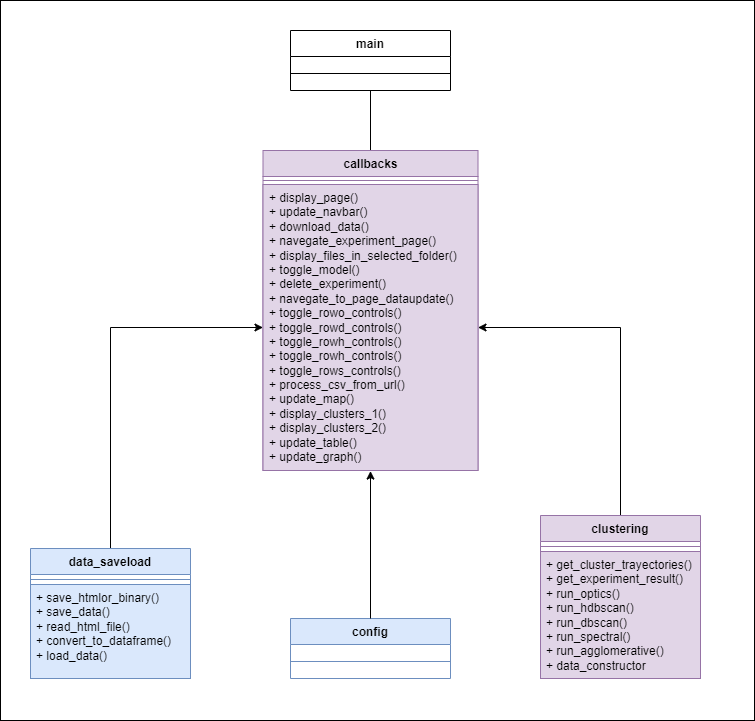 main
callbacks
+ display_page()
+ update_navbar()
+ download_data()
+ navegate_experiment_page()
+ display_files_in_selected_folder()
+ toggle_model()
+ delete_experiment()
+ navegate_to_page_dataupdate()
+ toggle_rowo_controls()
+ toggle_rowd_controls()
+ toggle_rowh_controls()
+ toggle_rowh_controls()
+ toggle_rows_controls()
+ process_csv_from_url()
+ update_map()
+ display_clusters_1()
+ display_clusters_2()
+ update_table()
+ update_graph()
data_saveload
+ save_htmlor_binary()
+ save_data()
+ read_html_file()
+ convert_to_dataframe()
+ load_data()
config
clustering
+ get_cluster_trayectories()
+ get_experiment_result()
+ run_optics()
+ run_hdbscan()
+ run_dbscan()
+ run_spectral()
+ run_agglomerative()
+ data_constructor